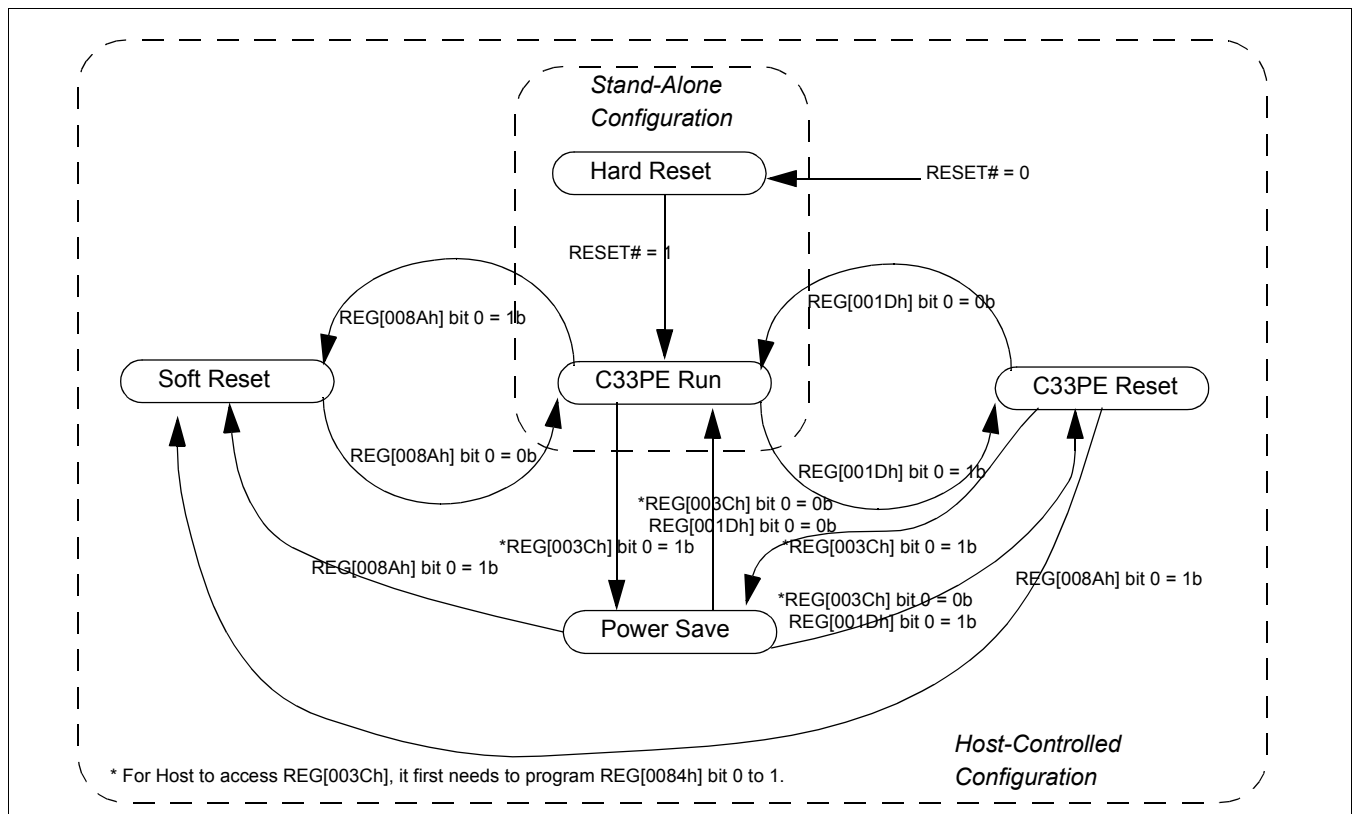 Stand-Alone
Configuration
Hard Reset
RESET# = 0
RESET# = 1
REG[008Ah] bit 0 = 1b
REG[001Dh] bit 0 = 0b
Soft Reset
C33PE Run
C33PE Reset
REG[008Ah] bit 0 = 0b
REG[001Dh] bit 0 = 1b
*REG[003Ch] bit 0 = 0b
REG[001Dh] bit 0 = 0b
*REG[003Ch] bit 0 = 1b
*REG[003Ch] bit 0 = 1b
REG[008Ah] bit 0 = 1b
REG[008Ah] bit 0 = 1b
*REG[003Ch] bit 0 = 0b
REG[001Dh] bit 0 = 1b
Power Save
Host-Controlled
Configuration
* For Host to access REG[003Ch], it first needs to program REG[0084h] bit 0 to 1.